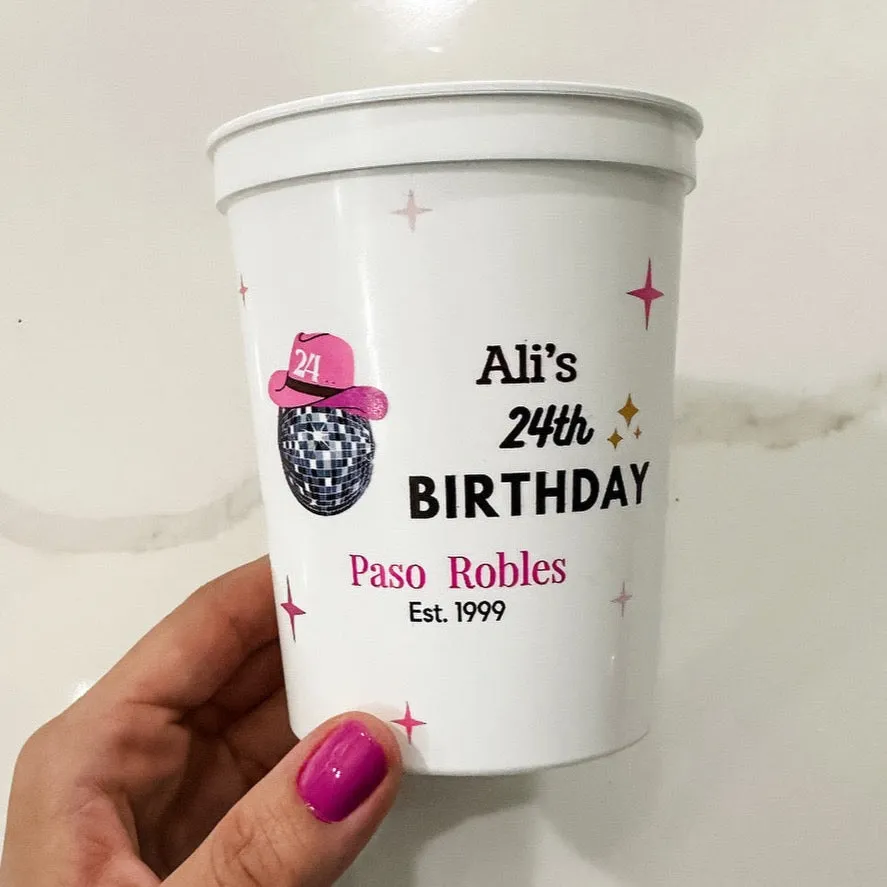 24
Ali's
24th
BIRTHDAY
Paso Robles
Est. 1999